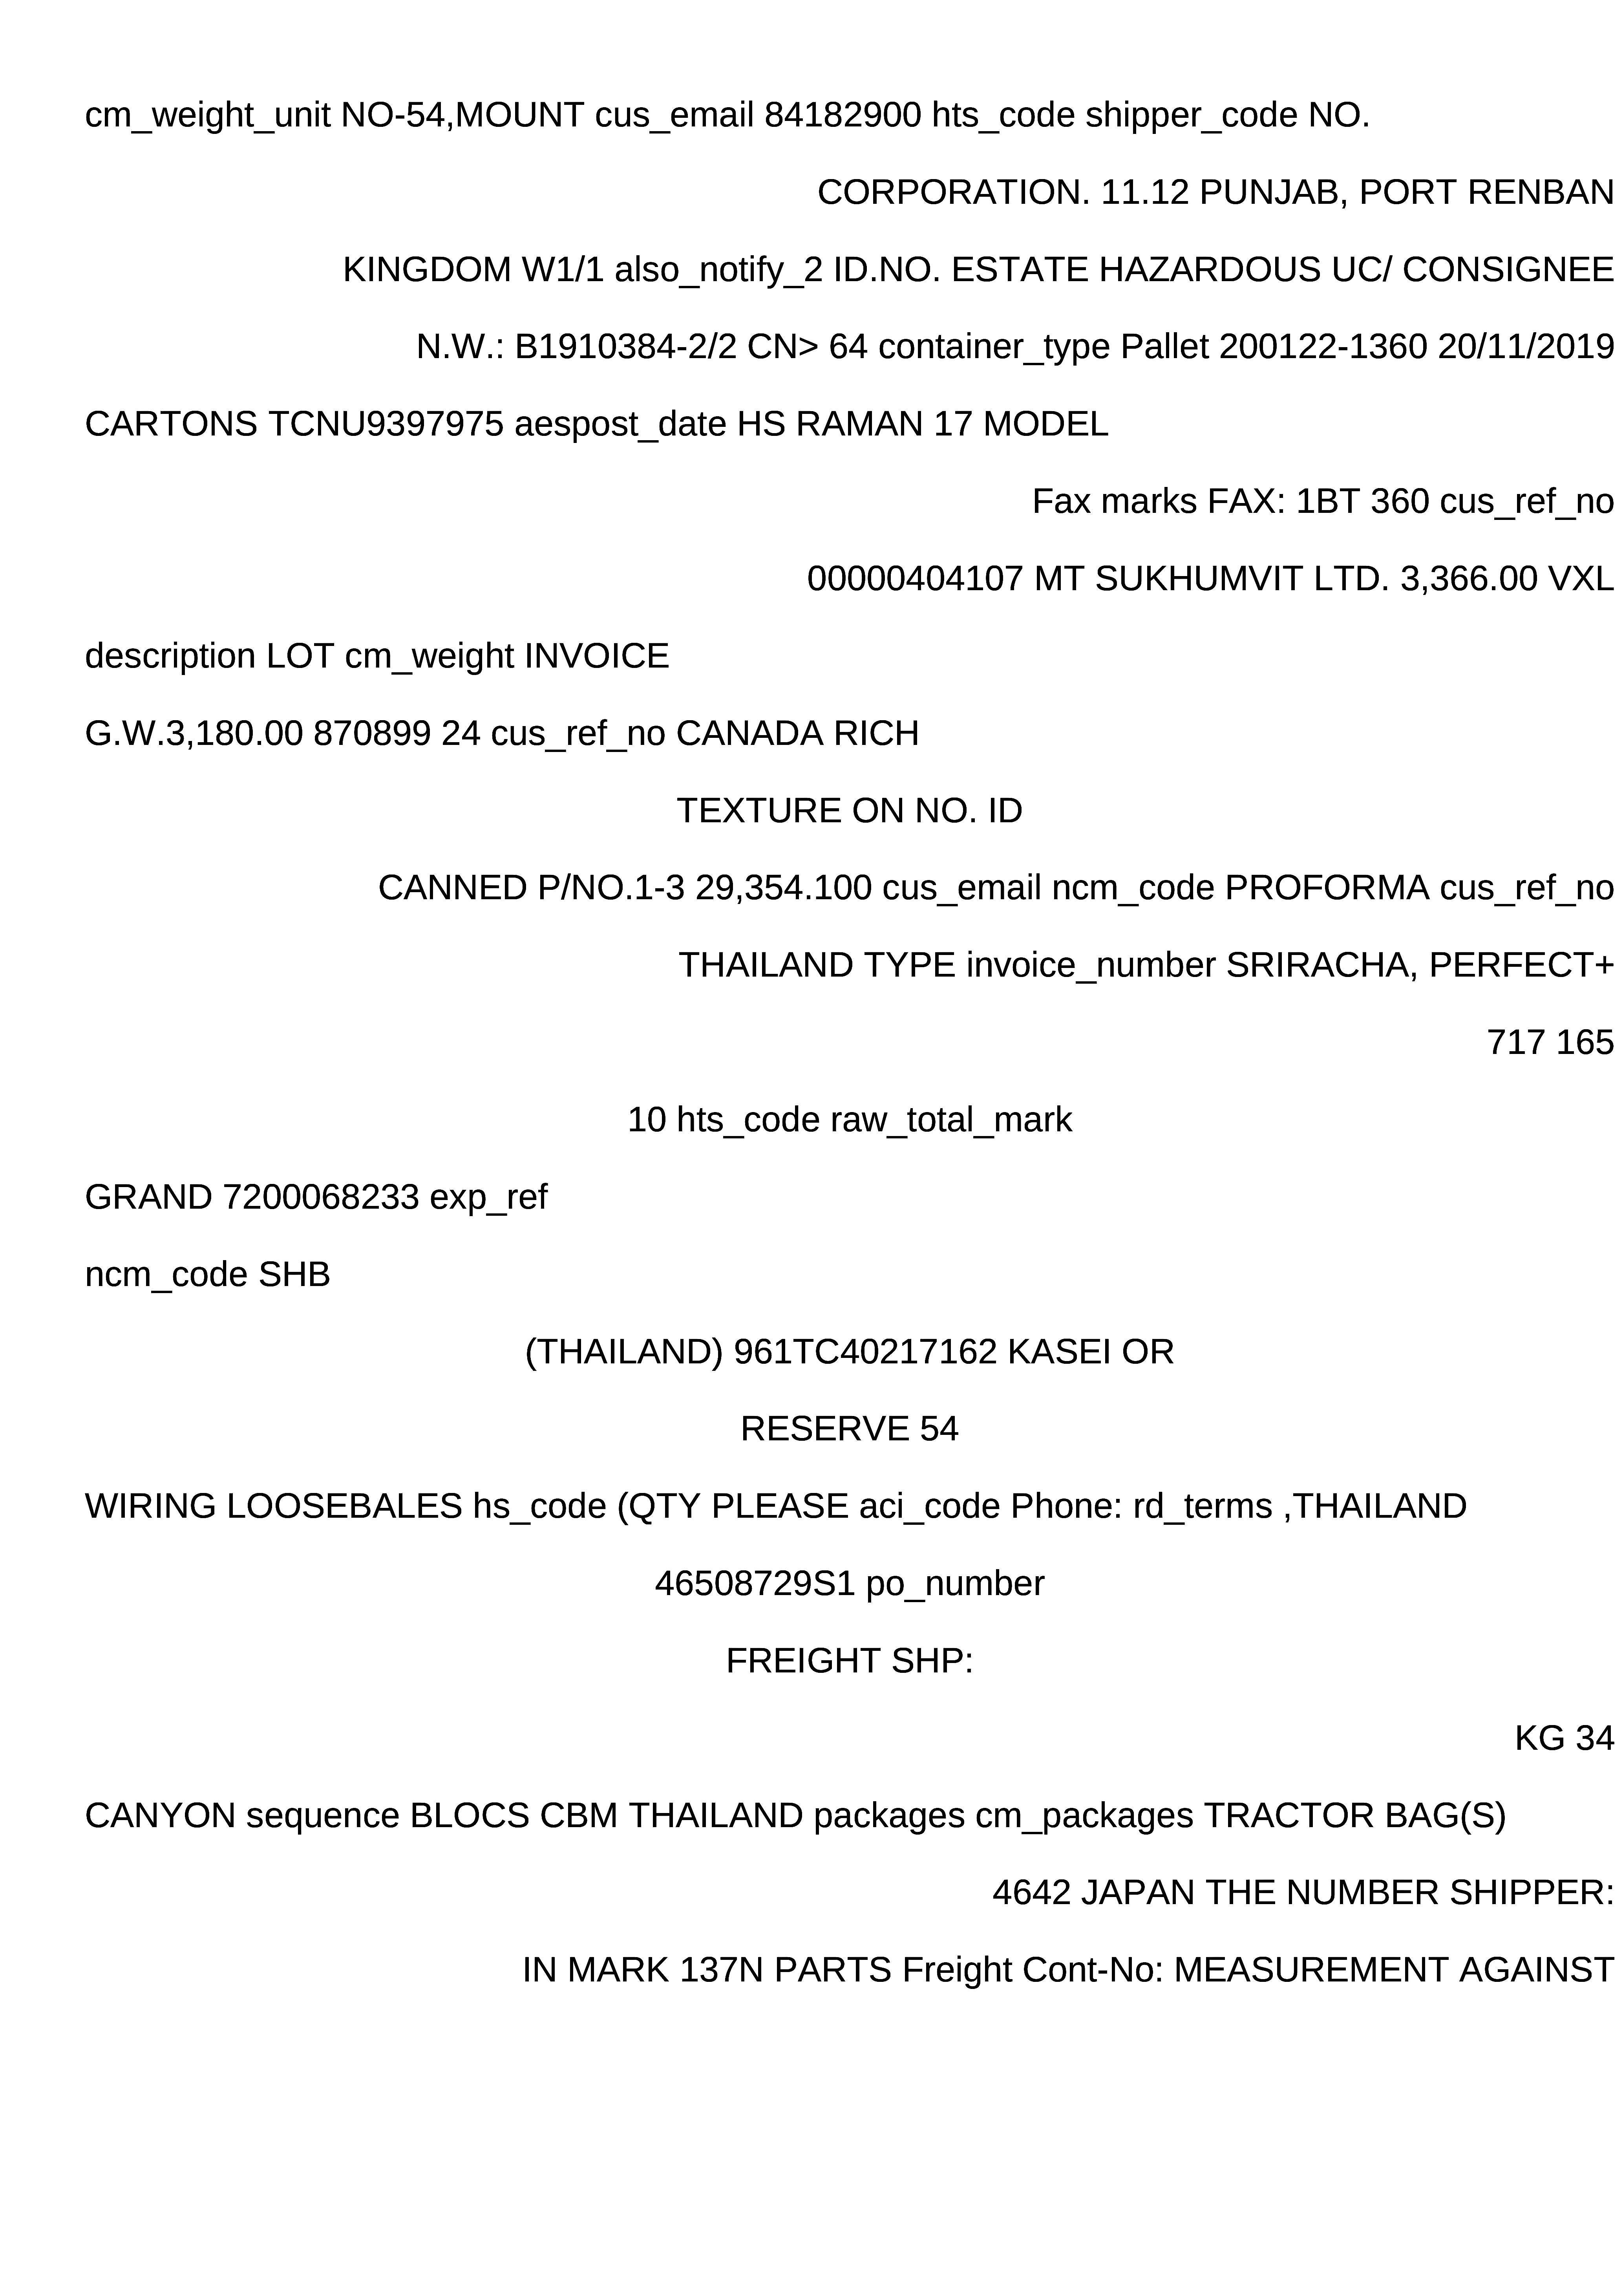 cm_weight_unit NO-54,MOUNT cus_email 84182900 hts_code shipper_code NO.
CORPORATION. 11.12 PUNJAB, PORT RENBAN
KINGDOM W1/1 also_notify_2 ID.NO. ESTATE HAZARDOUS UC/ CONSIGNEE
N.W.: B1910384-2/2 CN> 64 container_type Pallet 200122-1360 20/11/2019
CARTONS TCNU9397975 aespost_date HS RAMAN 17 MODEL
Fax marks FAX: 1BT 360 cus_ref_no
00000404107 MT SUKHUMVIT LTD. 3,366.00 VXL
description LOT cm_weight INVOICE
G.W.3,180.00 870899 24 cus_ref_no CANADA RICH
TEXTURE ON NO. ID
CANNED P/NO.1-3 29,354.100 cus_email ncm_code PROFORMA cus_ref_no
THAILAND TYPE invoice_number SRIRACHA, PERFECT+
717 165
10 hts_code raw_total_mark
GRAND 7200068233 exp_ref
ncm_code SHB
(THAILAND) 961TC40217162 KASEI OR
RESERVE 54
WIRING LOOSEBALES hs_code (QTY PLEASE aci_code Phone: rd_terms ,THAILAND
46508729S1 po_number
FREIGHT SHP:
KG 34
CANYON sequence BLOCS CBM THAILAND packages cm_packages TRACTOR BAG(S)
4642 JAPAN THE NUMBER SHIPPER:
IN MARK 137N PARTS Freight Cont-No: MEASUREMENT AGAINST